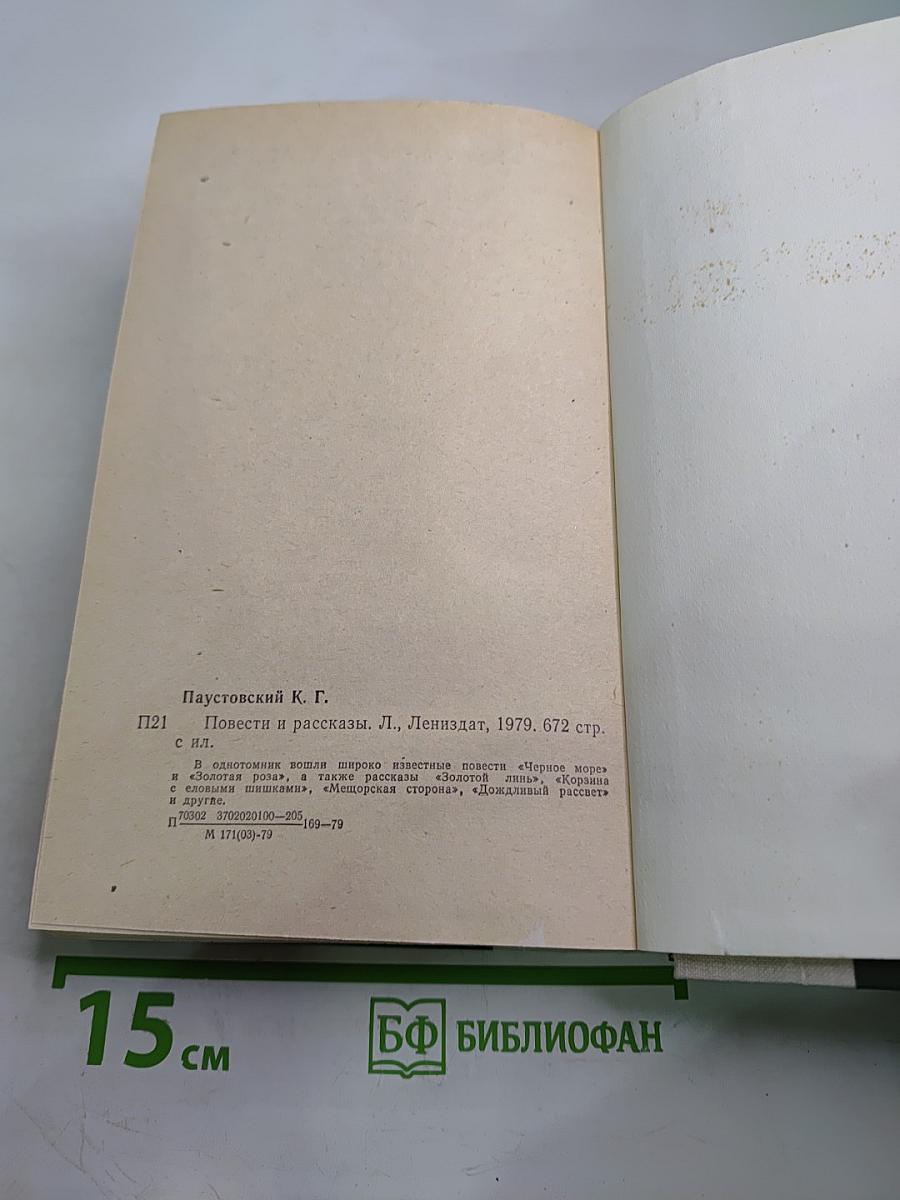 Паустовский К. Г.
П21 Повести и рассказы. Л., Лениздат, 1979. 672 стр.
с ил.
В однотомник вошли широко известные повести «Черное море»
и «Золотая роза», а также рассказы «Золотой линь», «Корзина
с еловыми шишками», «Мещорская сторона», «Дождливый рассвет»
и другие.
70302 3702020100—205
П 169—79
М 171(03)-79
15 см
БФ БИБЛИОФАН